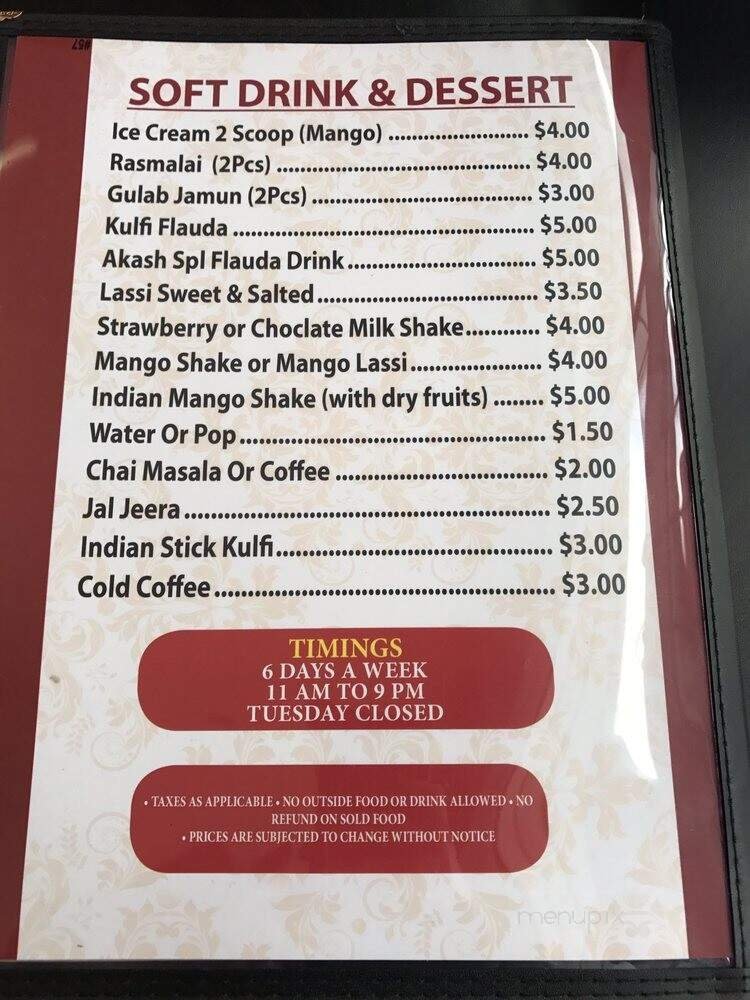 #57
SOFT DRINK & DESSERT
Ice Cream 2 Scoop (Mango) ........................ $4.00
Rasmalai (2Pcs) ........................................... $4.00
Gulab Jamun (2Pcs) ..................................... $3.00
Kulfi Flauda ................................................... $5.00
Akash Spl Flauda Drink ................................ $5.00
Lassi Sweet & Salted ..................................... $3.50
Strawberry or Choclate Milk Shake ............ $4.00
Mango Shake or Mango Lassi ...................... $4.00
Indian Mango Shake (with dry fruits) ........ $5.00
Water Or Pop ................................................. $1.50
Chai Masala Or Coffee .................................. $2.00
Jal Jeera .......................................................... $2.50
Indian Stick Kulfi ............................................ $3.00
Cold Coffee ..................................................... $3.00
TIMINGS
6 DAYS A WEEK
11 AM TO 9 PM
TUESDAY CLOSED
• TAXES AS APPLICABLE • NO OUTSIDE FOOD OR DRINK ALLOWED • NO
REFUND ON SOLD FOOD
• PRICES ARE SUBJECTED TO CHANGE WITHOUT NOTICE
menupix